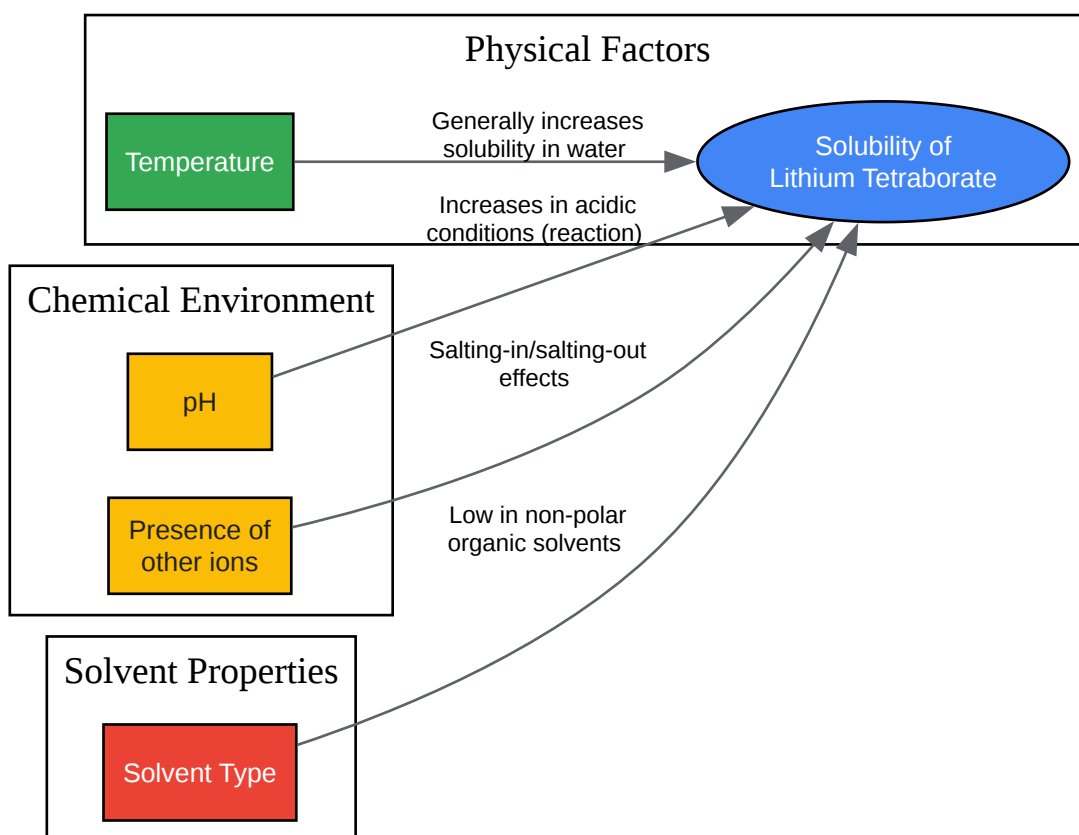 Physical Factors
Temperature
Generally increases
solubility in water
Solubility of
Lithium Tetraborate
Increases in acidic
conditions (reaction)
Chemical Environment
pH
Salting-in/salting-out
effects
Presence of
other ions
Low in non-polar
organic solvents
Solvent Properties
Solvent Type